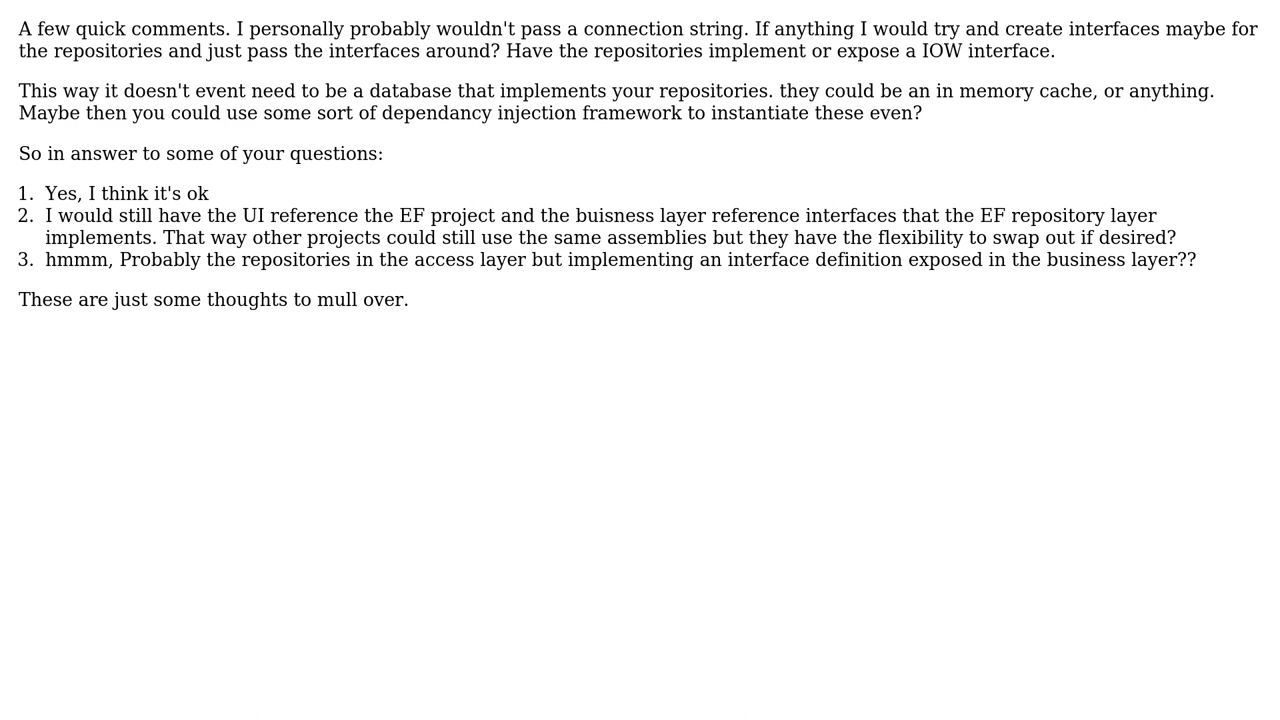 A few quick comments. I personally probably wouldn't pass a connection string. If anything I would try and create interfaces maybe for
the repositories and just pass the interfaces around? Have the repositories implement or expose a IOW interface.
This way it doesn't event need to be a database that implements your repositories. they could be an in memory cache, or anything.
Maybe then you could use some sort of dependancy injection framework to instantiate these even?
So in answer to some of your questions:
1. Yes, I think it's ok
2. I would still have the UI reference the EF project and the buisness layer reference interfaces that the EF repository layer
implements. That way other projects could still use the same assemblies but they have the flexibility to swap out if desired?
3. hmmm, Probably the repositories in the access layer but implementing an interface definition exposed in the business layer??
These are just some thoughts to mull over.